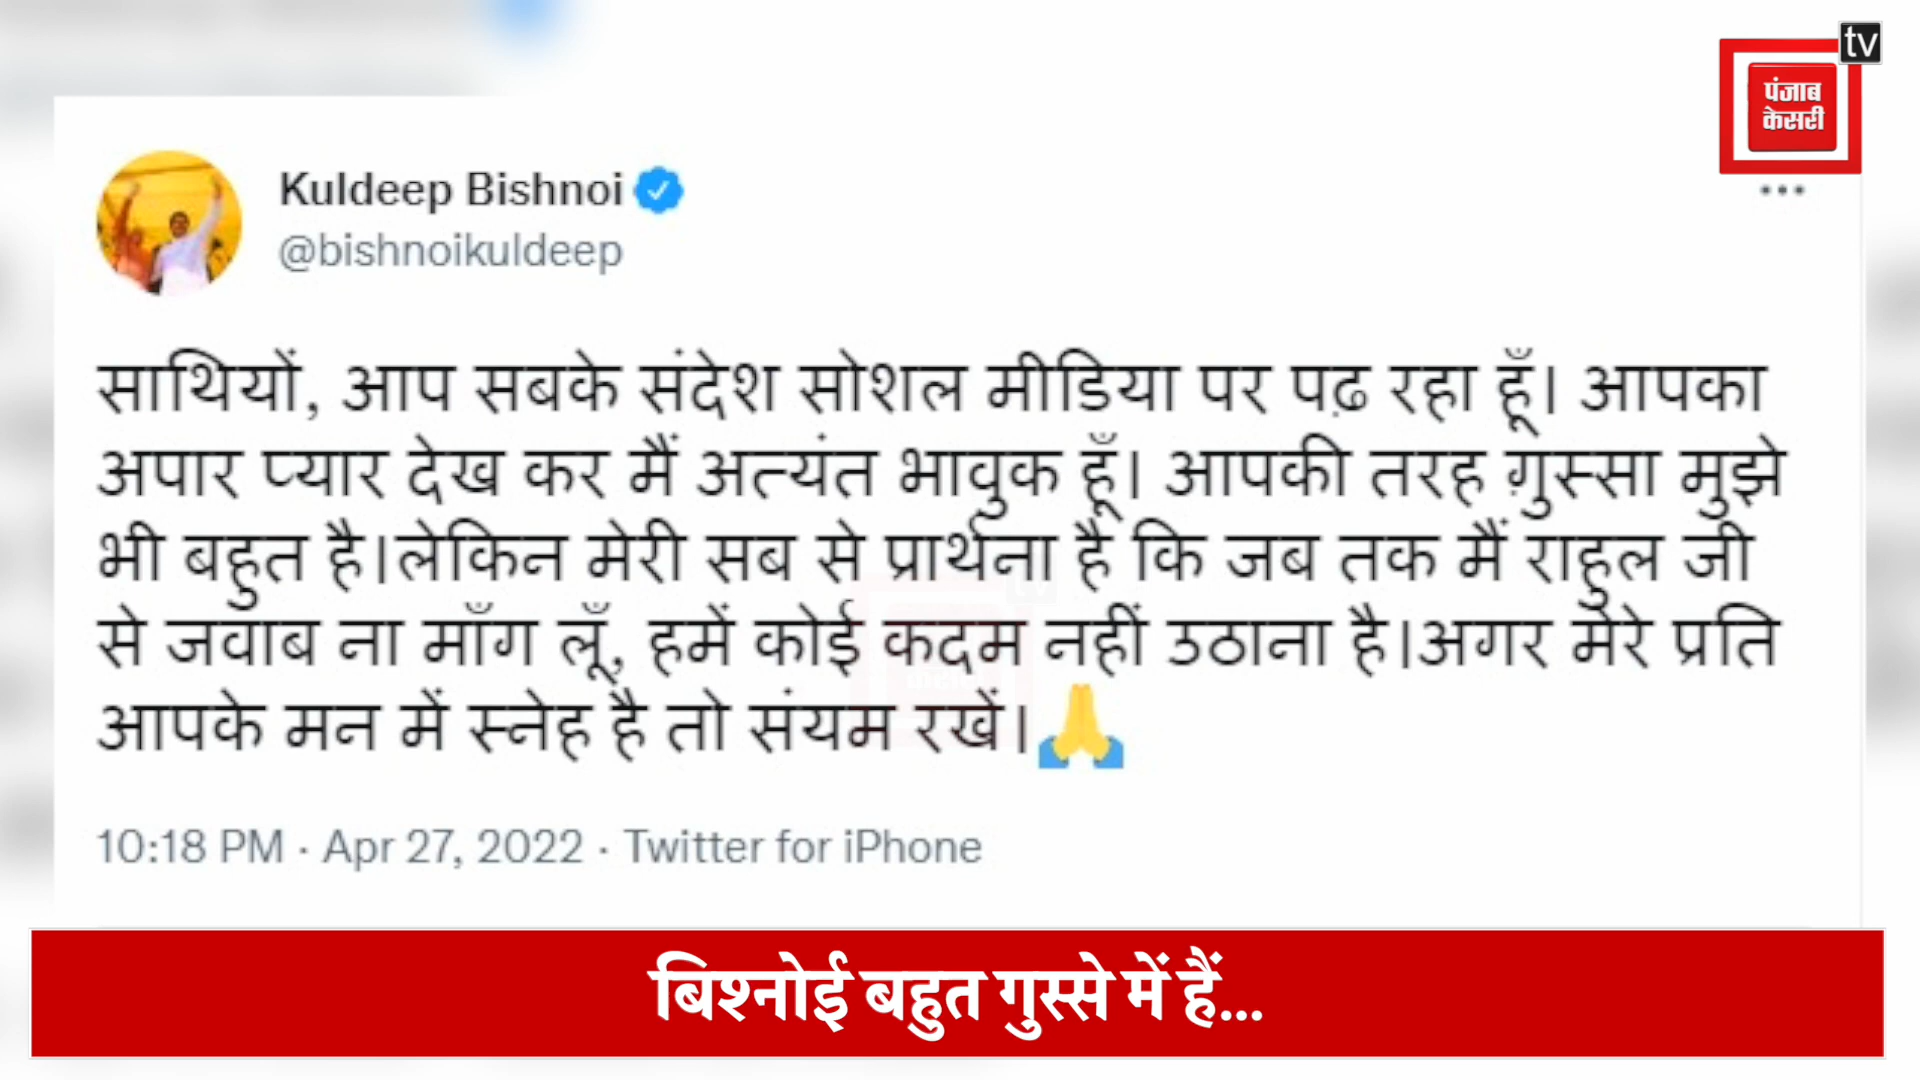 tv
पंजाब
केसरी
Kuldeep Bishnoi
@bishnoikuldeep
साथियों, आप सबके संदेश सोशल मीडिया पर पढ़ रहा हूँ। आपका
अपार प्यार देख कर मैं अत्यंत भावुक हूँ। आपकी तरह ग़ुस्सा मुझे
भी बहुत है।लेकिन मेरी सब से प्रार्थना है कि जब तक मैं राहुल जी
से जवाब ना माँग लूँ, हमें कोई कदम नहीं उठाना है।अगर मेरे प्रति
आपके मन में स्नेह है तो संयम रखें।🙏
10:18 PM · Apr 27, 2022 · Twitter for iPhone
बिश्नोई बहुत गुस्से में हैं...